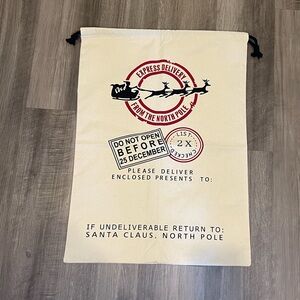 EXPRESS DELIVERY
FROM THE NORTH POLE
DO NOT OPEN
BEFORE
25 DECEMBER
LIST
2 X
CHECKED
PLEASE DELIVER
ENCLOSED PRESENTS TO:
IF UNDELIVERABLE RETURN TO:
SANTA CLAUS, NORTH POLE